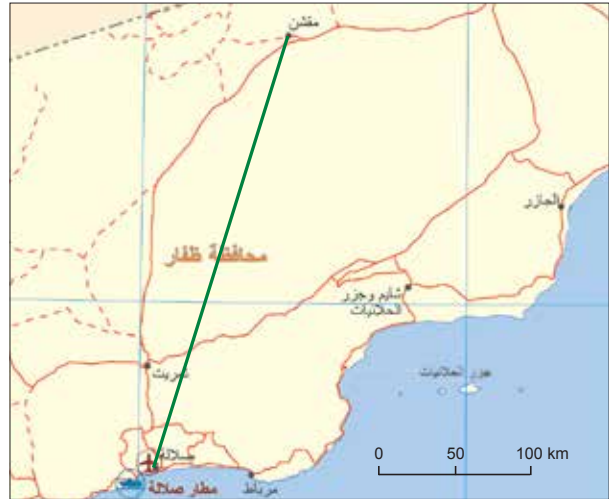 مقشن
الجازر
محافظة ظفار
شليم وجزر
الحلانيات
جزر الحلانيات
ثمريت
صلالة
مطار صلالة
مرباط
0 50 100 km